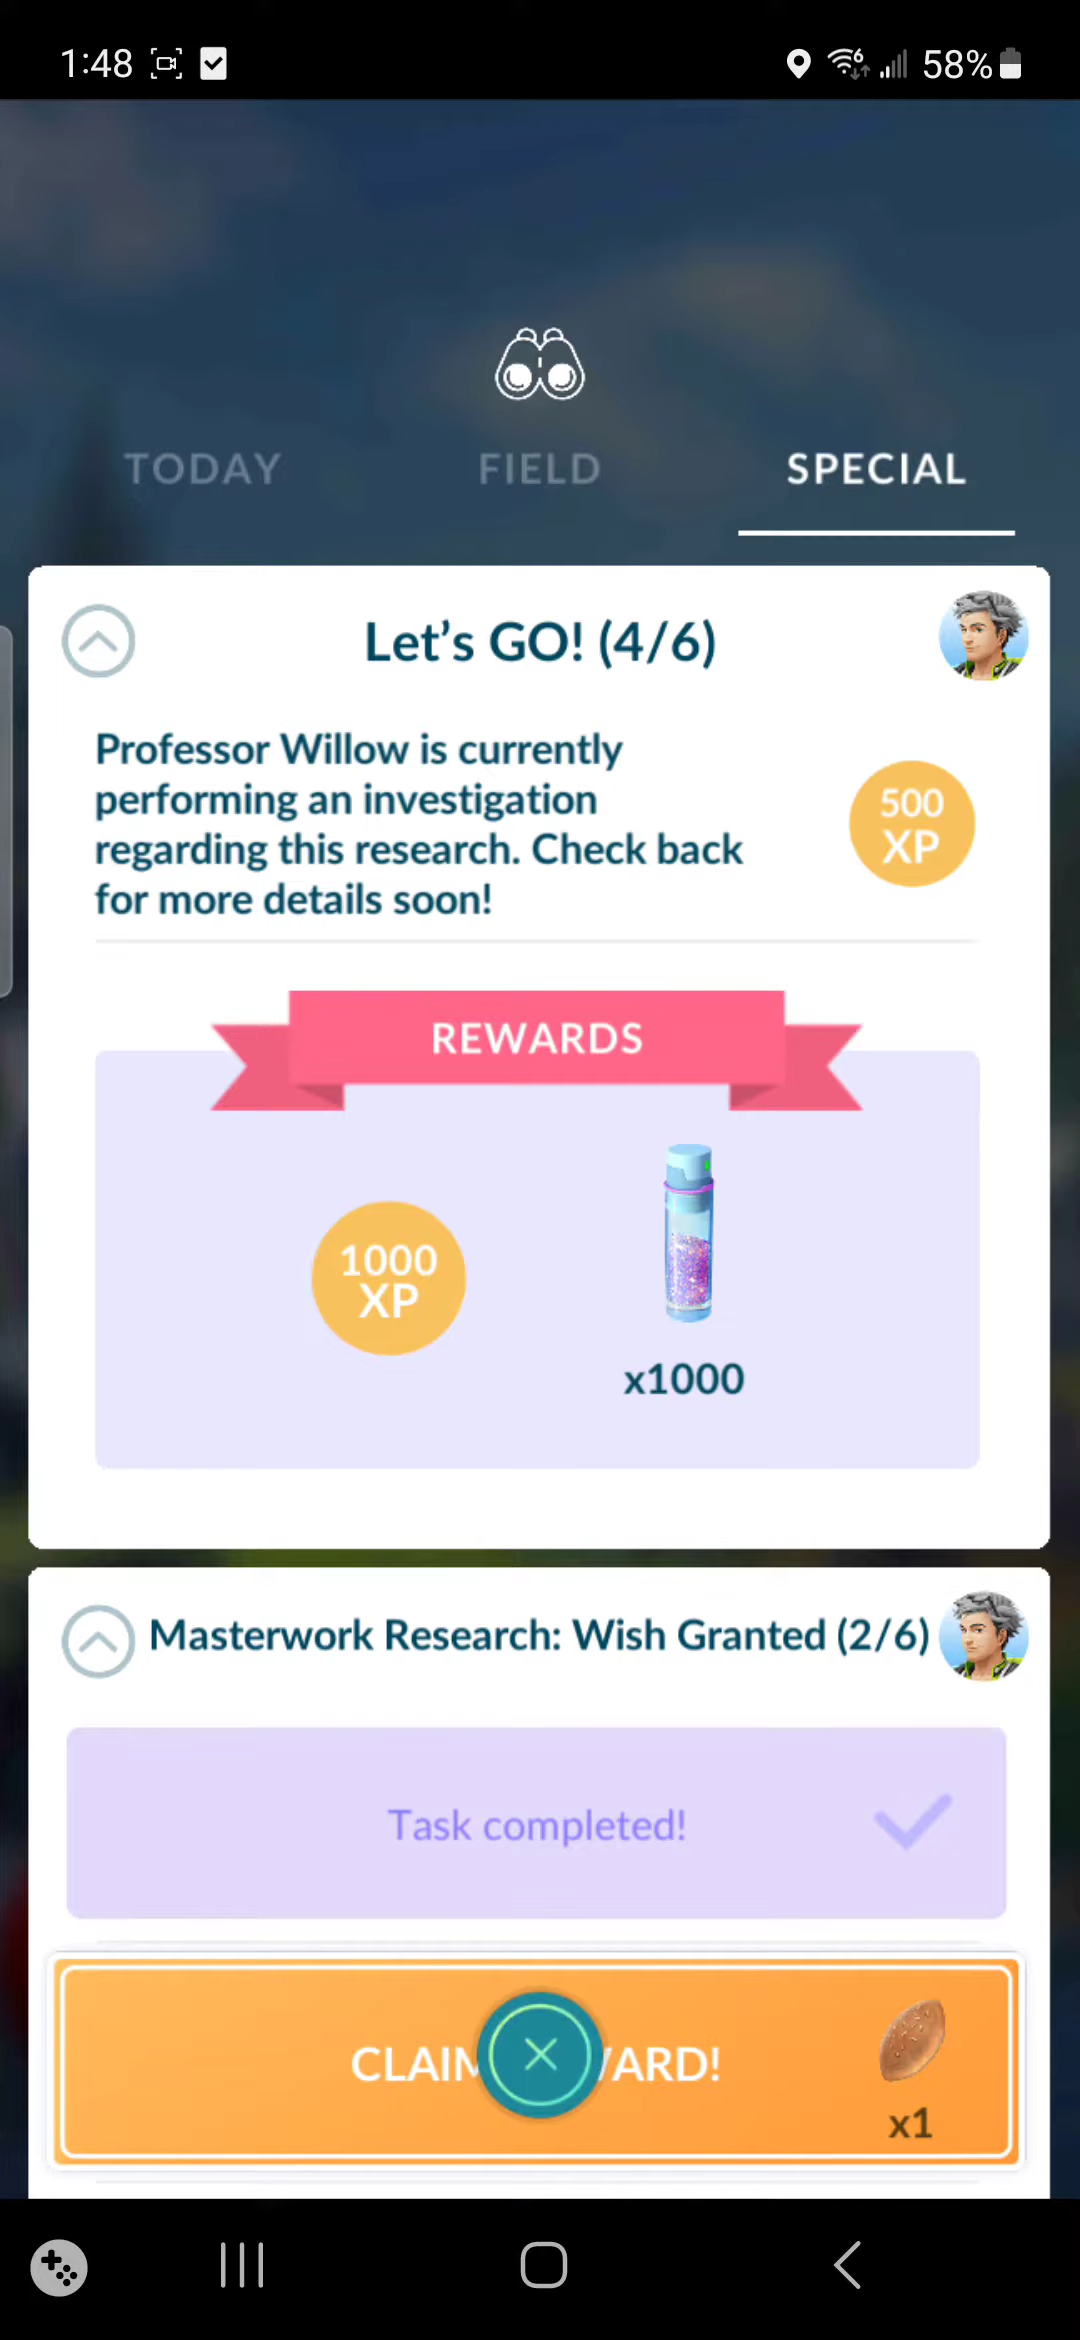 1:48
6
58%
TODAY
FIELD
SPECIAL
Let's GO! (4/6)
Professor Willow is currently
performing an investigation
regarding this research. Check back
for more details soon!
500
XP
REWARDS
1000
XP
x1000
Masterwork Research: Wish Granted (2/6)
Task completed!
x1